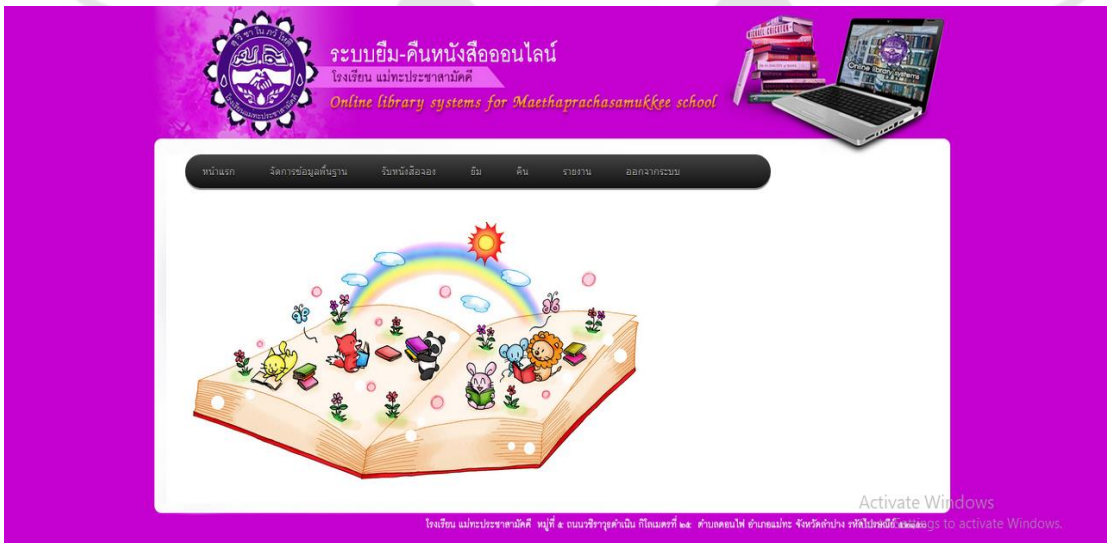 ระบบยืม-คืนหนังสือออนไลน์
โรงเรียน แม่ทะประชาสามัคคี
Online library systems for Maethaprachasamukkee school
MICHAEL CRICHTON
Online library systems
หน้าแรก จัดการข้อมูลพื้นฐาน รับหนังสือจอง ยืม คืน รายงาน ออกจากระบบ
Activate Windows
โรงเรียน แม่ทะประชาสามัคคี หมู่ที่ ๕ ถนนวชิราวุธดำเนิน กิโลเมตรที่ ๒๕ ตำบลดอนไฟ อำเภอแม่ทะ จังหวัดลำปาง รหัสไปรษณีย์
to activate Windows.